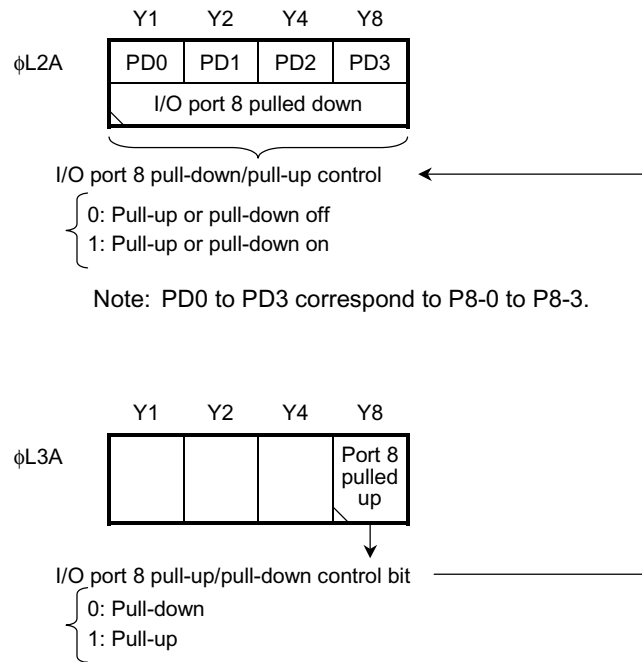 Y1 Y2 Y4 Y8
ϕL2A PD0 PD1 PD2 PD3
I/O port 8 pulled down
I/O port 8 pull-down/pull-up control
0: Pull-up or pull-down off
1: Pull-up or pull-down on
Note: PD0 to PD3 correspond to P8-0 to P8-3.
Y1 Y2 Y4 Y8
ϕL3A
Port 8
pulled
up
I/O port 8 pull-up/pull-down control bit
0: Pull-down
1: Pull-up